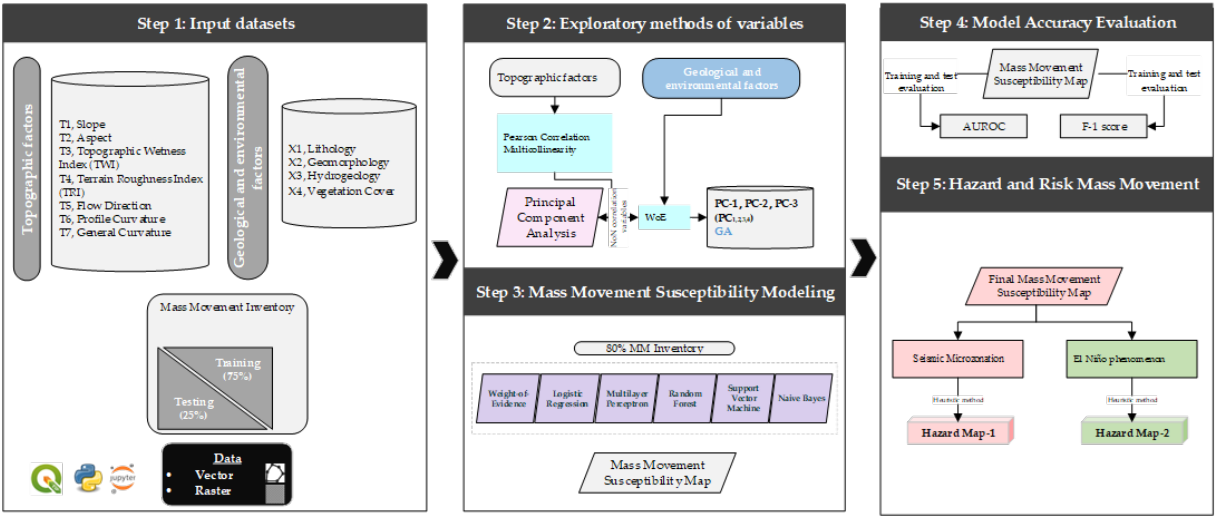 Step 1: Input datasets
Topographic factors
T1, Slope
T2, Aspect
T3, Topographic Wetness
Index (TWI)
T4, Terrain Roughness Index
(TRI)
T5, Flow Direction
T6, Profile Curvature
T7, General Curvature
Geological and environmental
factors
X1, Lithology
X2, Geomorphology
X3, Hydrogeology
X4, Vegetation Cover
Mass Movement Inventory
Training
(75%)
Testing
(25%)
jupyter
Data
• Vector
• Raster
Step 2: Exploratory methods of variables
Topographic factors
Geological and
environmental factors
Pearson Correlation
Multicollinearity
Principal
Component
Analysis
NoN correlation
variables
WoE
PC-1, PC-2, PC-3
(PC1,2,3,4)
GA
Step 3: Mass Movement Susceptibility Modeling
80% MM Inventory
Weight-of-
Evidence
Logistic
Regression
Multilayer
Perceptron
Random
Forest
Support
Vector
Machine
Naive Bayes
Mass Movement
Susceptibility Map
Step 4: Model Accuracy Evaluation
Mass Movement
Susceptibility Map
Training and test
evaluation
Training and test
evaluation
AUROC
F-1 score
Step 5: Hazard and Risk Mass Movement
Final Mass Movement
Susceptibility Map
Seismic Microzonation
El Niño phenomenon
Heuristic method
Heuristic method
Hazard Map-1
Hazard Map-2